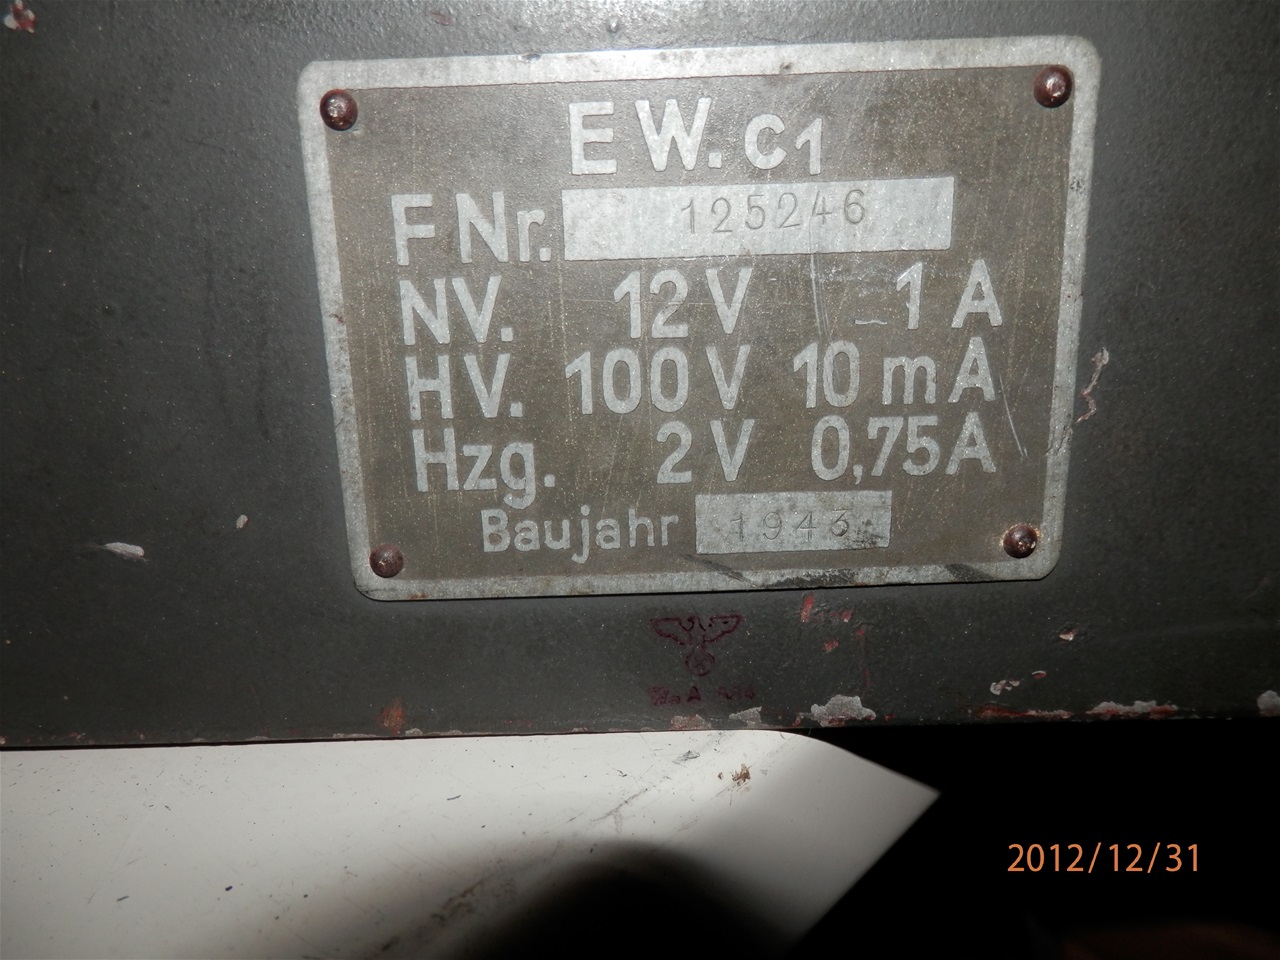 EW.c1
F Nr. 125246
NV. 12 V 1 A
HV. 100 V 10 mA
Hzg. 2 V 0,75 A
Baujahr 1943
2012/12/31